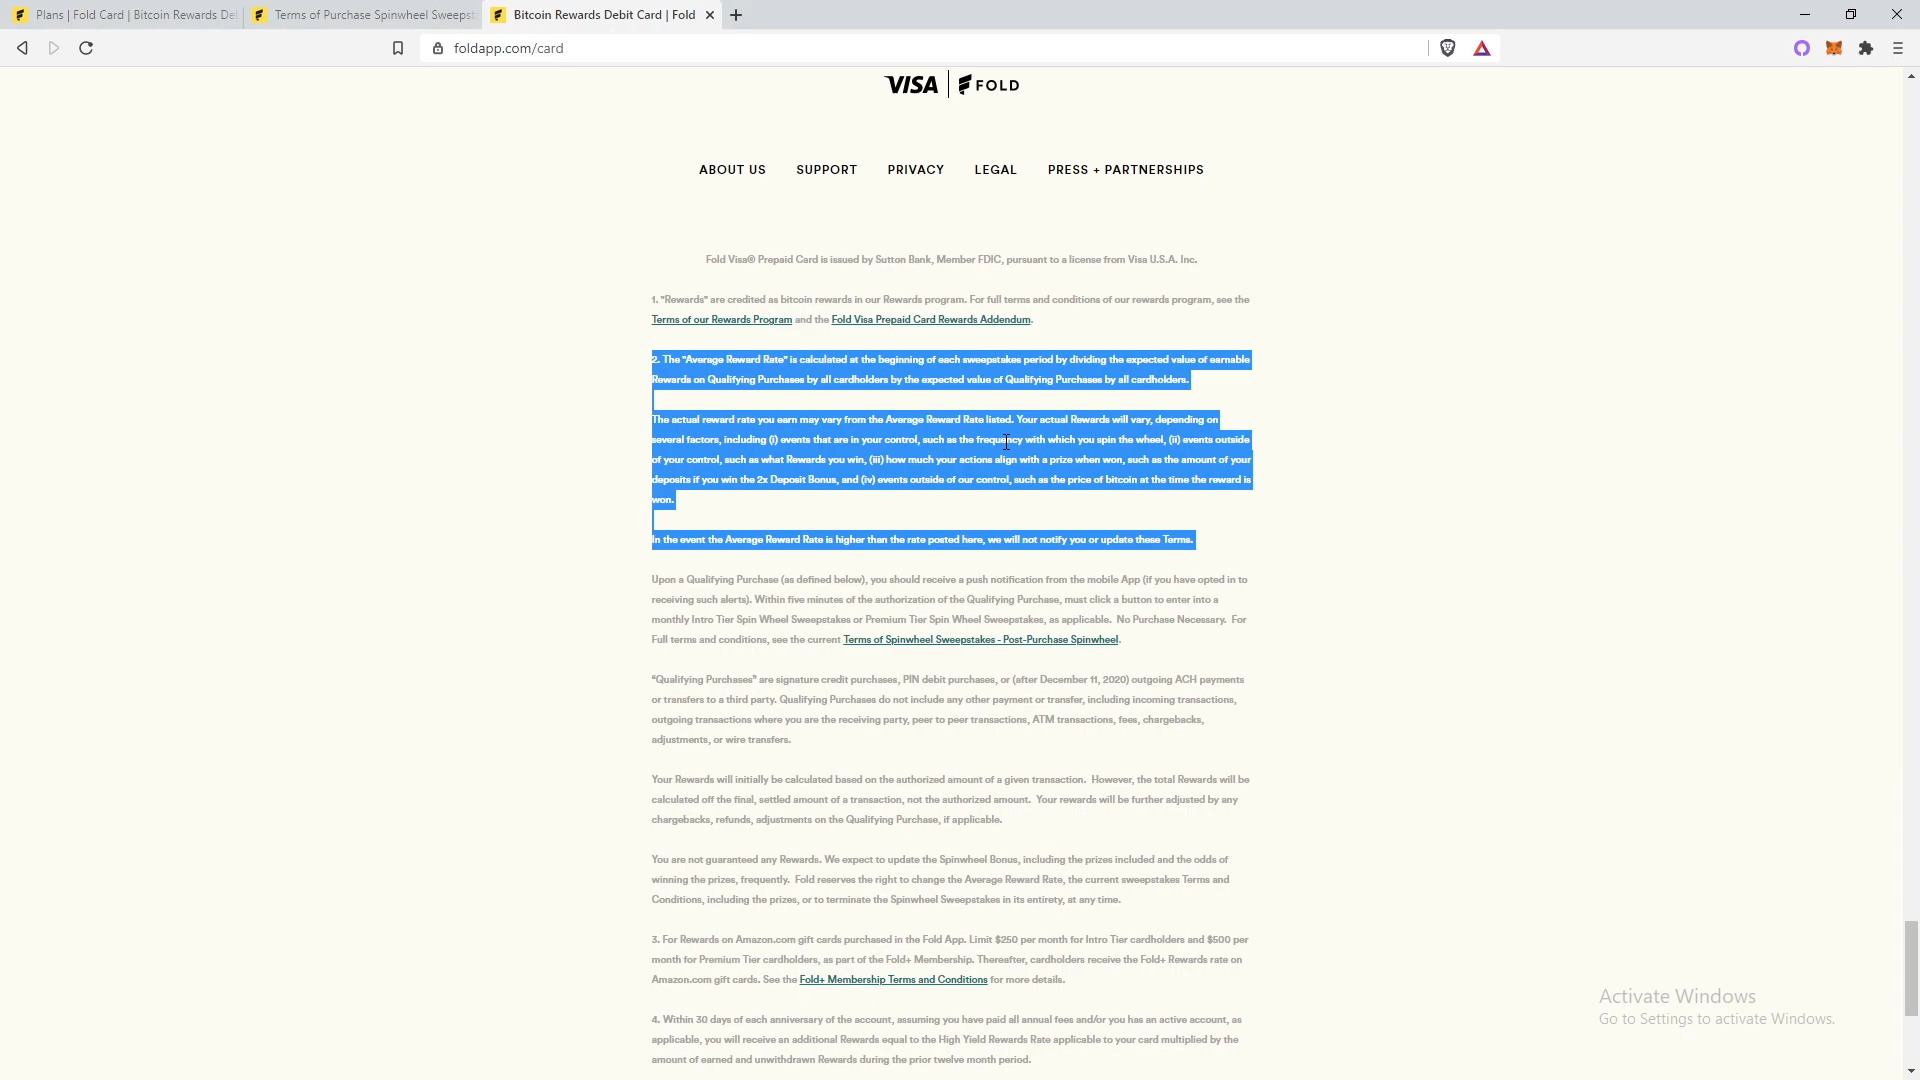 Plans | Fold Card | Bitcoin Rewards De
Terms of Purchase Spinwheel Sweepst
Bitcoin Rewards Debit Card | Fold
foldapp.com/card
VISA FOLD
ABOUT US SUPPORT PRIVACY LEGAL PRESS + PARTNERSHIPS
Fold Visa® Prepaid Card is issued by Sutton Bank, Member FDIC, pursuant to a license from Visa U.S.A. Inc.
1. "Rewards" are credited as bitcoin rewards in our Rewards program. For full terms and conditions of our rewards program, see the
Terms of our Rewards Program and the Fold Visa Prepaid Card Rewards Addendum.
2. The "Average Reward Rate" is calculated at the beginning of each sweepstakes period by dividing the expected value of earnable
Rewards on Qualifying Purchases by all cardholders by the expected value of Qualifying Purchases by all cardholders.
The actual reward rate you earn may vary from the Average Reward Rate listed. Your actual Rewards will vary, depending on
several factors, including (i) events that are in your control, such as the frequency with which you spin the wheel, (ii) events outside
of your control, such as what Rewards you win, (iii) how much your actions align with a prize when won, such as the amount of your
deposits if you win the 2x Deposit Bonus, and (iv) events outside of our control, such as the price of bitcoin at the time the reward is
won.
In the event the Average Reward Rate is higher than the rate posted here, we will not notify you or update these Terms.
Upon a Qualifying Purchase (as defined below), you should receive a push notification from the mobile App (if you have opted in to
receiving such alerts). Within five minutes of the authorization of the Qualifying Purchase, must click a button to enter into a
monthly Intro Tier Spin Wheel Sweepstakes or Premium Tier Spin Wheel Sweepstakes, as applicable. No Purchase Necessary. For
Full terms and conditions, see the current Terms of Spinwheel Sweepstakes - Post-Purchase Spinwheel.
“Qualifying Purchases” are signature credit purchases, PIN debit purchases, or (after December 11, 2020) outgoing ACH payments
or transfers to a third party. Qualifying Purchases do not include any other payment or transfer, including incoming transactions,
outgoing transactions where you are the receiving party, peer to peer transactions, ATM transactions, fees, chargebacks,
adjustments, or wire transfers.
Your Rewards will initially be calculated based on the authorized amount of a given transaction. However, the total Rewards will be
calculated off the final, settled amount of a transaction, not the authorized amount. Your rewards will be further adjusted by any
chargebacks, refunds, adjustments on the Qualifying Purchase, if applicable.
You are not guaranteed any Rewards. We expect to update the Spinwheel Bonus, including the prizes included and the odds of
winning the prizes, frequently. Fold reserves the right to change the Average Reward Rate, the current sweepstakes Terms and
Conditions, including the prizes, or to terminate the Spinwheel Sweepstakes in its entirety, at any time.
3. For Rewards on Amazon.com gift cards purchased in the Fold App. Limit $250 per month for Intro Tier cardholders and $500 per
month for Premium Tier cardholders, as part of the Fold+ Membership. Thereafter, cardholders receive the Fold+ Rewards rate on
Amazon.com gift cards. See the Fold+ Membership Terms and Conditions for more details.
4. Within 30 days of each anniversary of the account, assuming you have paid all annual fees and/or you has an active account, as
applicable, you will receive an additional Rewards equal to the High Yield Rewards Rate applicable to your card multiplied by the
amount of earned and unwithdrawn Rewards during the prior twelve month period.
Activate Windows
Go to Settings to activate Windows.